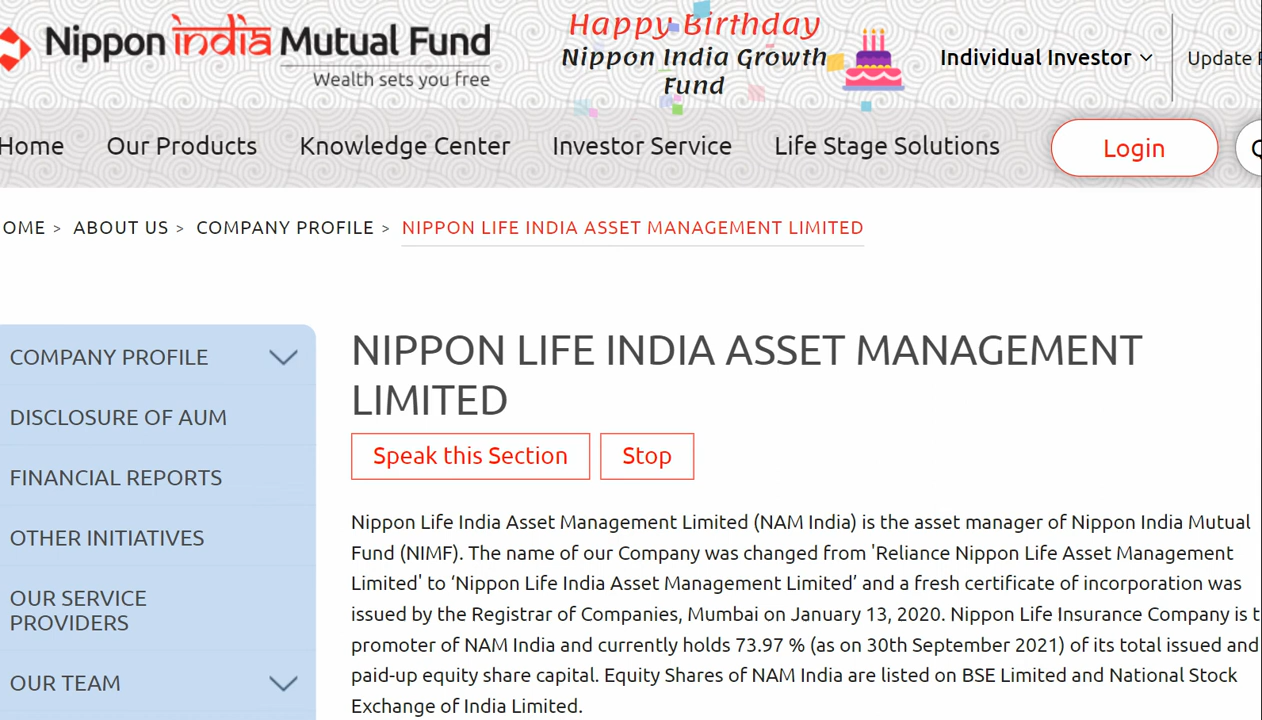 Nippon india Mutual Fund
Wealth sets you free
Happy Birthday
Nippon India Growth
Fund
Individual Investor
Update
Home
Our Products
Knowledge Center
Investor Service
Life Stage Solutions
Login
OME > ABOUT US > COMPANY PROFILE > NIPPON LIFE INDIA ASSET MANAGEMENT LIMITED
COMPANY PROFILE
DISCLOSURE OF AUM
FINANCIAL REPORTS
OTHER INITIATIVES
OUR SERVICE
PROVIDERS
OUR TEAM
NIPPON LIFE INDIA ASSET MANAGEMENT
LIMITED
Speak this Section
Stop
Nippon Life India Asset Management Limited (NAM India) is the asset manager of Nippon India Mutual
Fund (NIMF). The name of our Company was changed from 'Reliance Nippon Life Asset Management
Limited' to ‘Nippon Life India Asset Management Limited’ and a fresh certificate of incorporation was
issued by the Registrar of Companies, Mumbai on January 13, 2020. Nippon Life Insurance Company is
promoter of NAM India and currently holds 73.97 % (as on 30th September 2021) of its total issued and
paid-up equity share capital. Equity Shares of NAM India are listed on BSE Limited and National Stock
Exchange of India Limited.